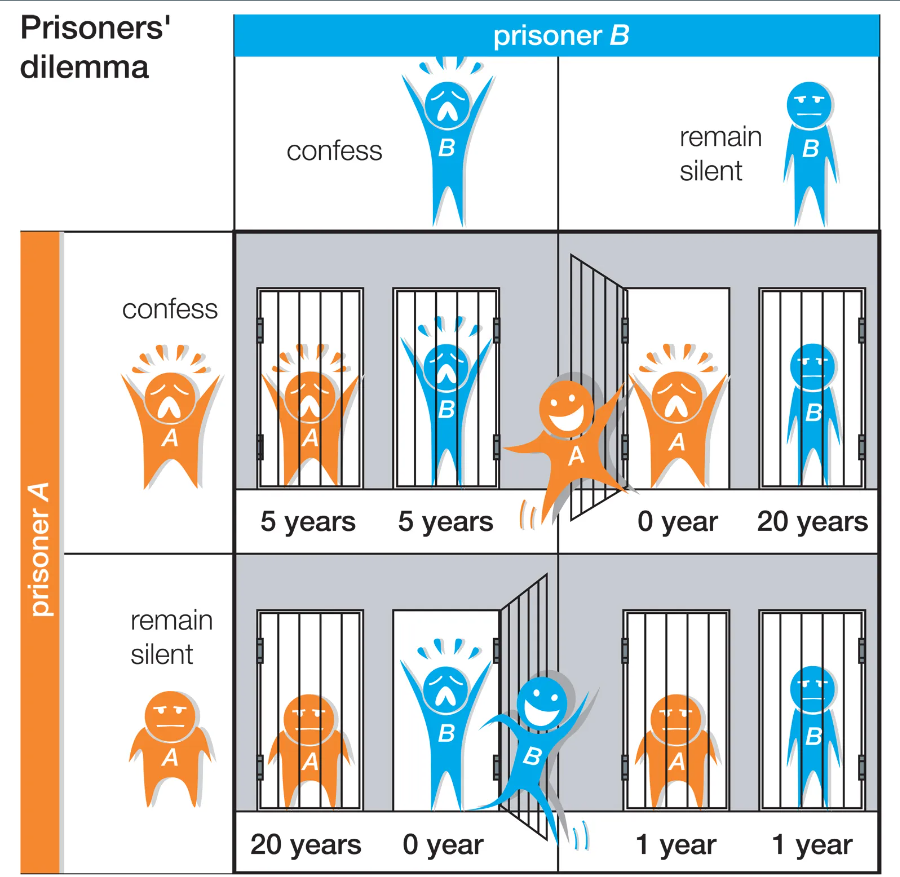 Prisoners'
dilemma
prisoner B
confess
B
remain
silent
B
prisoner A
confess
A
A
B
A
A
B
5 years
5 years
0 year
20 years
remain
silent
A
A
B
B
A
B
20 years
0 year
1 year
1 year